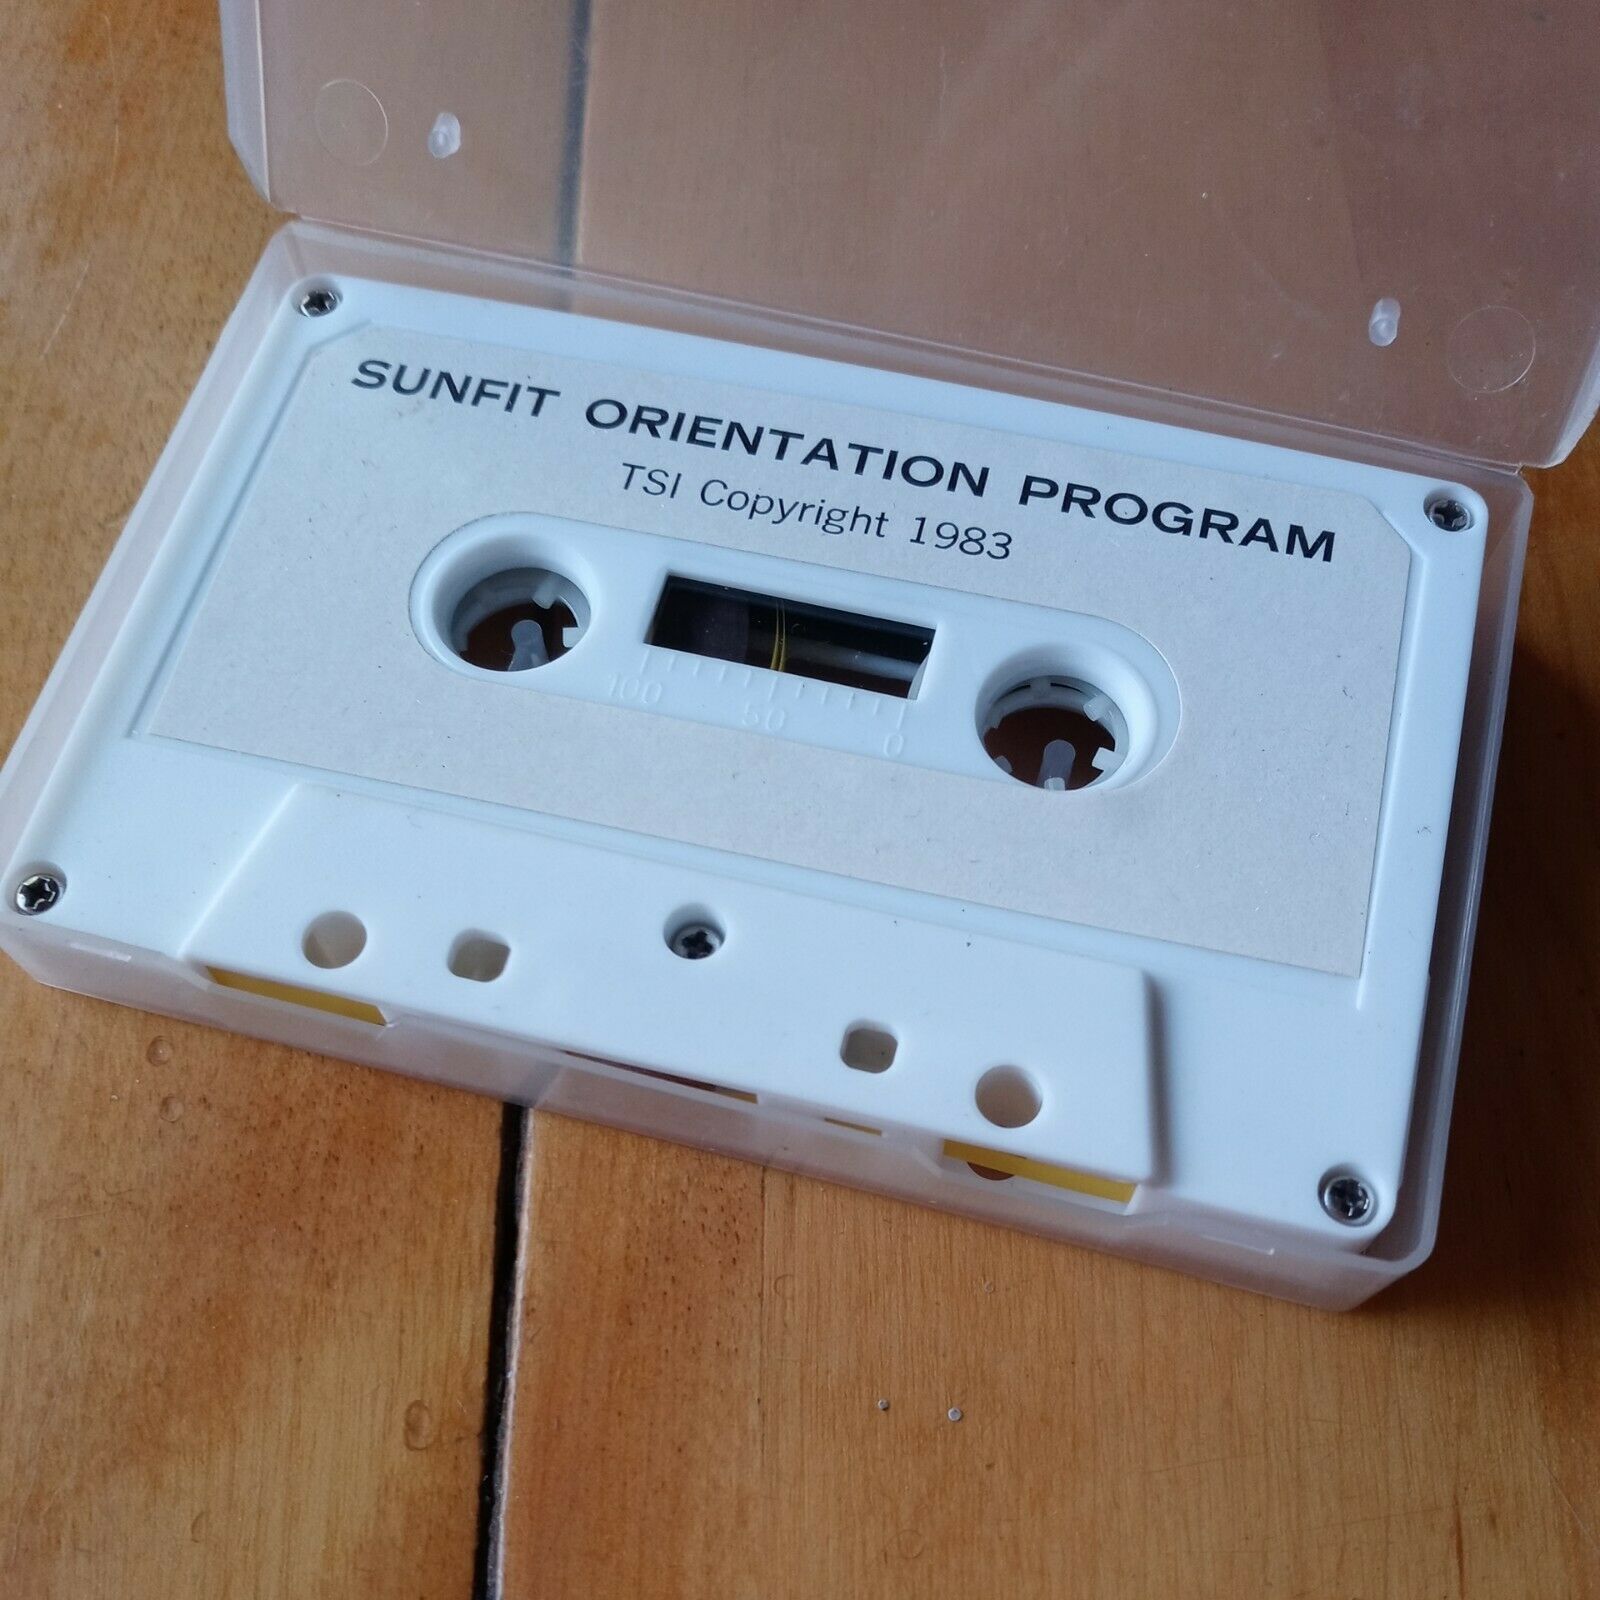 SUNFIT ORIENTATION PROGRAM
TSI Copyright 1983
100 50 0